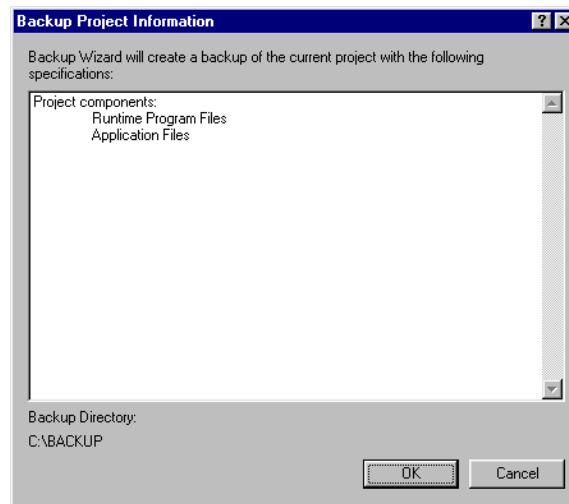 Backup Project Information
Backup Wizard will create a backup of the current project with the following
specifications:
Project components:
Runtime Program Files
Application Files
Backup Directory:
C:\BACKUP
OK
Cancel